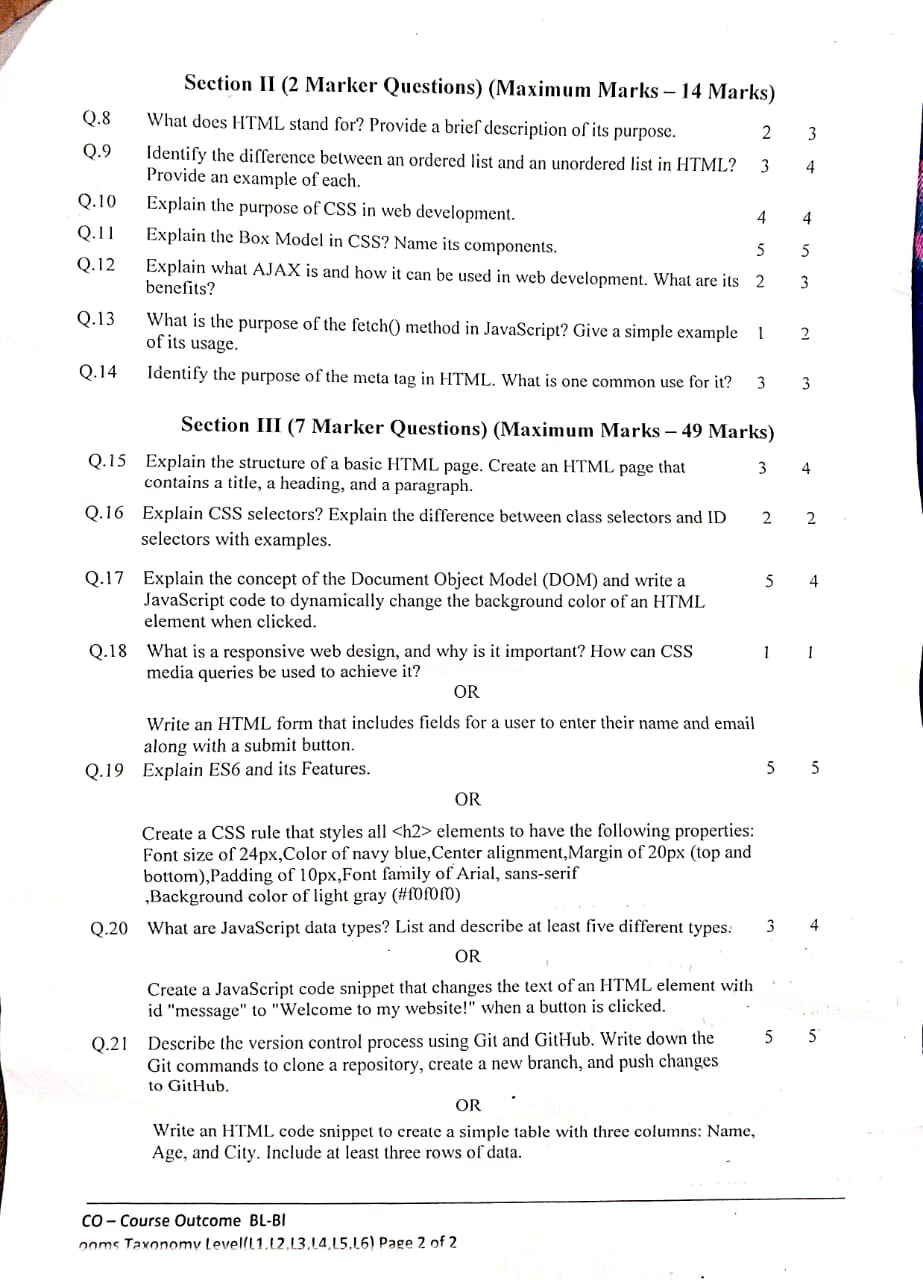 Section II (2 Marker Questions) (Maximum Marks – 14 Marks)
Q.8 What does HTML stand for? Provide a brief description of its purpose. 2 3
Q.9 Identify the difference between an ordered list and an unordered list in HTML? 3 4
Provide an example of each.
Q.10 Explain the purpose of CSS in web development. 4 4
Q.11 Explain the Box Model in CSS? Name its components. 5 5
Q.12 Explain what AJAX is and how it can be used in web development. What are its 2 3
benefits?
Q.13 What is the purpose of the fetch() method in JavaScript? Give a simple example 1 2
of its usage.
Q.14 Identify the purpose of the meta tag in HTML. What is one common use for it? 3 3
Section III (7 Marker Questions) (Maximum Marks – 49 Marks)
Q.15 Explain the structure of a basic HTML page. Create an HTML page that 3 4
contains a title, a heading, and a paragraph.
Q.16 Explain CSS selectors? Explain the difference between class selectors and ID 2 2
selectors with examples.
Q.17 Explain the concept of the Document Object Model (DOM) and write a 5 4
JavaScript code to dynamically change the background color of an HTML
element when clicked.
Q.18 What is a responsive web design, and why is it important? How can CSS 1 1
media queries be used to achieve it?
OR
Write an HTML form that includes fields for a user to enter their name and email
along with a submit button.
Q.19 Explain ES6 and its Features. 5 5
OR
Create a CSS rule that styles all <h2> elements to have the following properties:
Font size of 24px,Color of navy blue,Center alignment,Margin of 20px (top and
bottom),Padding of 10px,Font family of Arial, sans-serif
,Background color of light gray (#f0f0f0)
Q.20 What are JavaScript data types? List and describe at least five different types. 3 4
OR
Create a JavaScript code snippet that changes the text of an HTML element with
id "message" to "Welcome to my website!" when a button is clicked.
Q.21 Describe the version control process using Git and GitHub. Write down the 5 5
Git commands to clone a repository, create a new branch, and push changes
to GitHub.
OR
Write an HTML code snippet to create a simple table with three columns: Name,
Age, and City. Include at least three rows of data.
CO – Course Outcome BL-Bl
ooms Taxonomy Level(L1,L2,L3,L4,L5,L6) Page 2 of 2